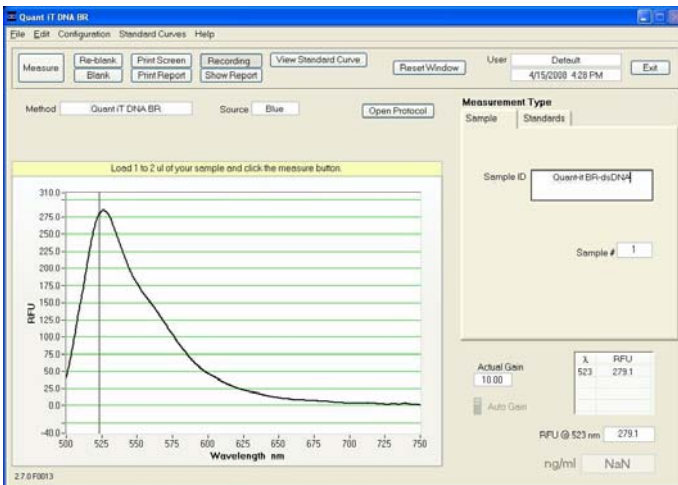 Quant iT DNA BR
File Edit Configuration Standard Curves Help
Measure
Re-blank
Blank
Print Screen
Print Report
Recording
Show Report
View Standard Curve
Reset Window
User
Default
4/15/2008 4:28 PM
Exit
Method
Quant iT DNA BR
Source
Blue
Open Protocol
Measurement Type
Sample
Standards
Load 1 to 2 ul of your sample and click the measure button.
Sample ID
Quant-it BR-dsDNA
Sample # 1
310.0
275.0
250.0
225.0
200.0
175.0
150.0
125.0
100.0
75.0
50.0
25.0
0.0
-40.0
RFU
500 525 550 575 600 625 650 675 700 725 750
Wavelength nm
Actual Gain
10.00
Auto Gain
λ RFU
523 279.1
RFU @ 523 nm 279.1
ng/ml NaN
2.7.0 F0013